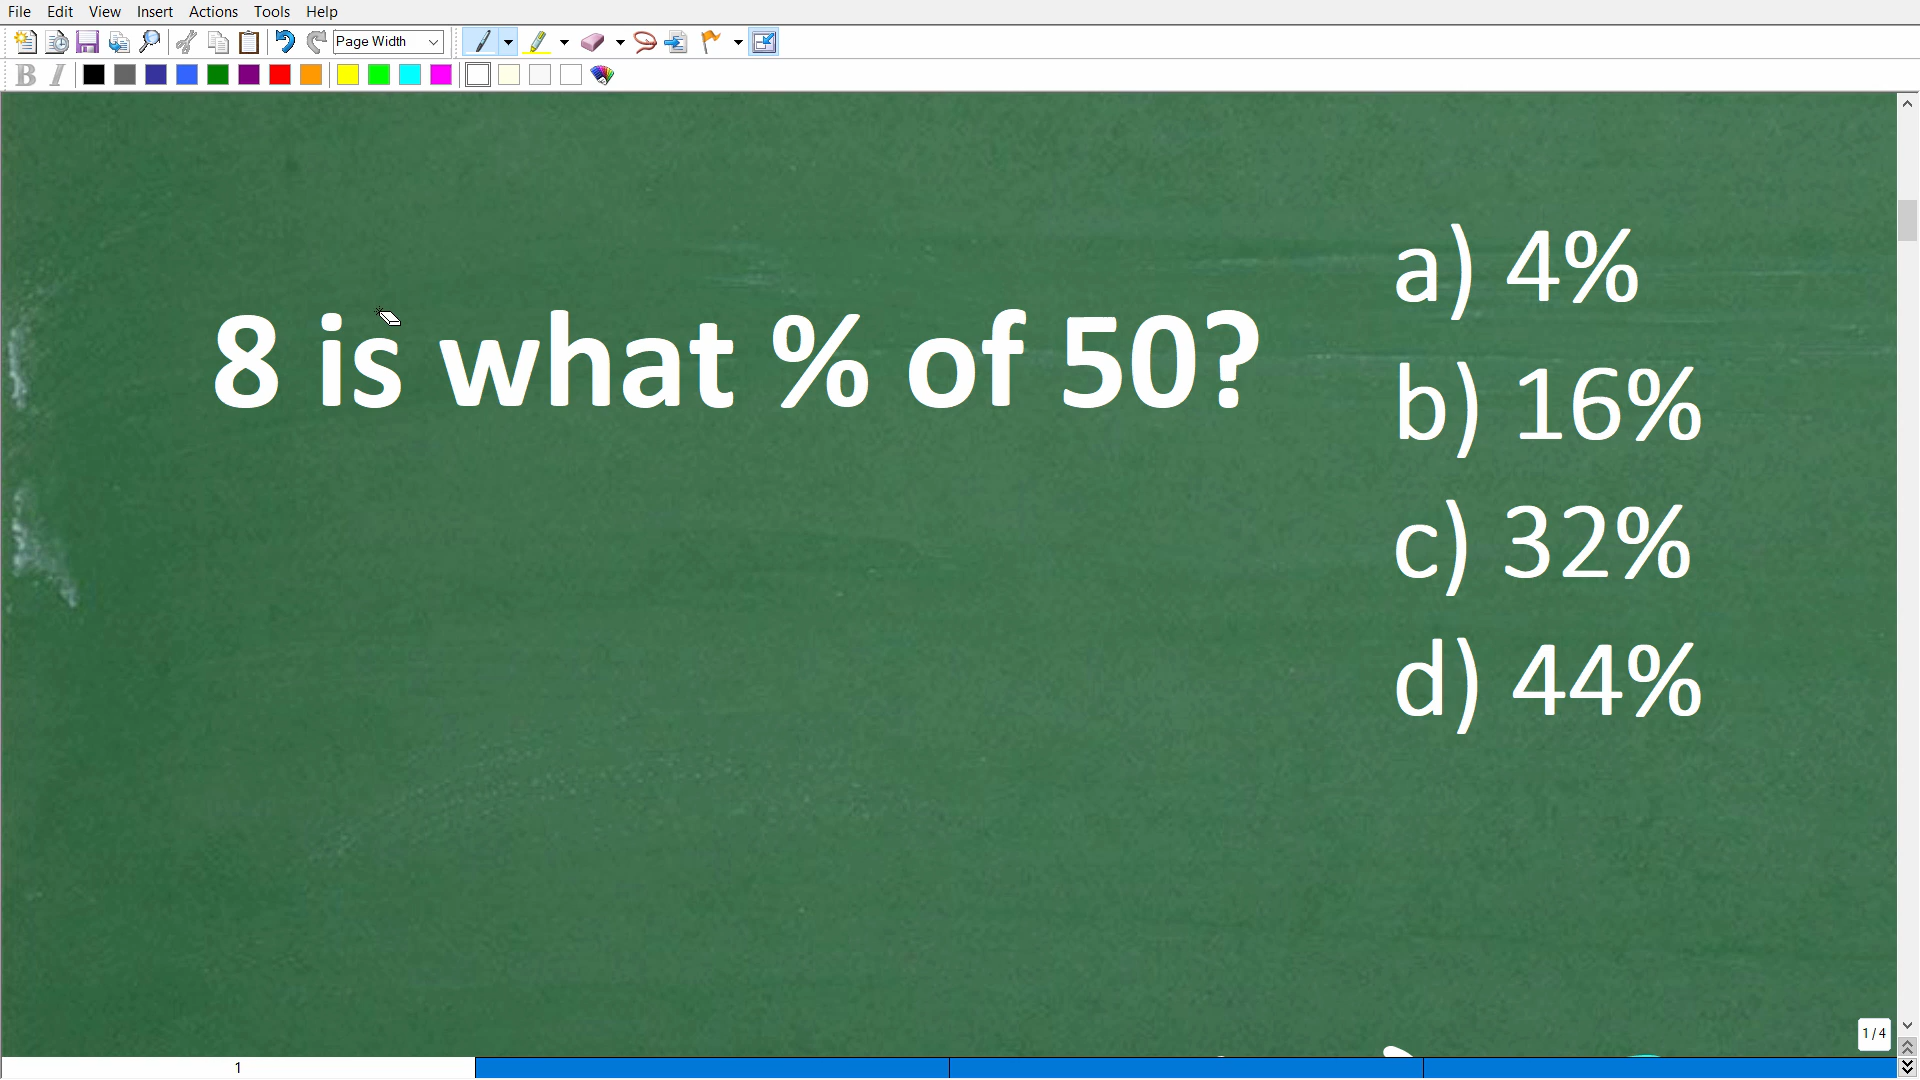 File Edit View Insert Actions Tools Help
Page Width
B I
8 is what % of 50?
a) 4%
b) 16%
c) 32%
d) 44%
1 / 4
1